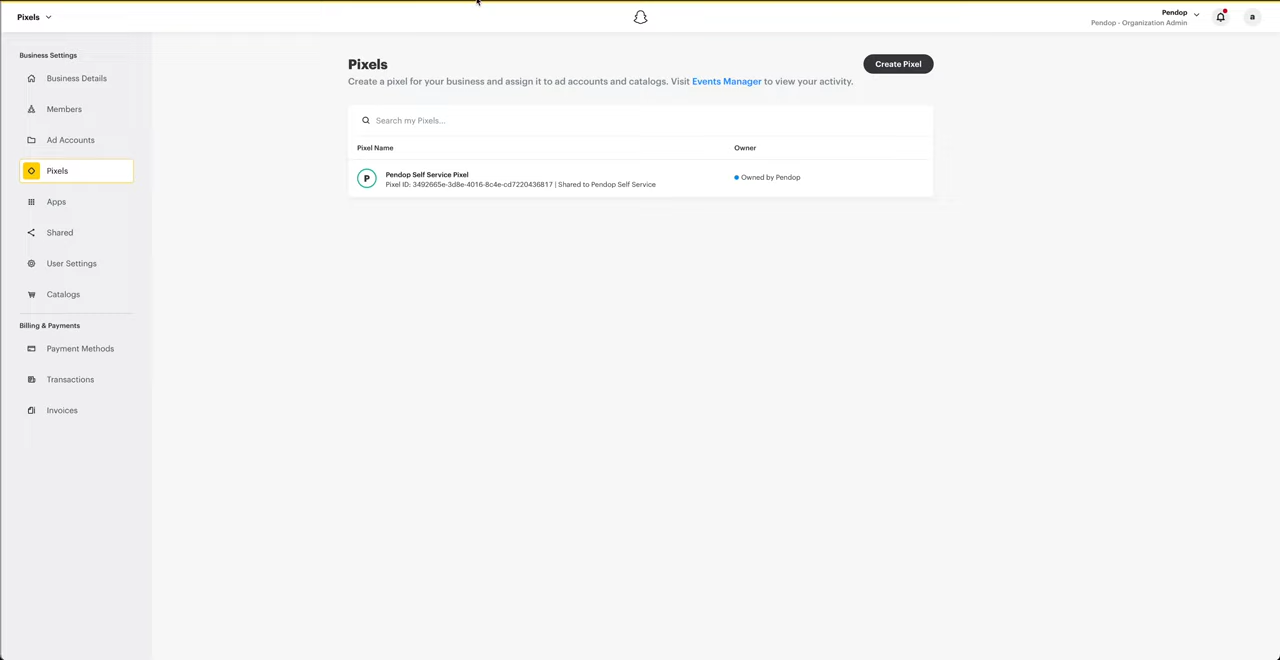 Pixels
Pendop
Pendop - Organization Admin
a
Business Settings
Business Details
Members
Ad Accounts
Pixels
Apps
Shared
User Settings
Catalogs
Billing & Payments
Payment Methods
Transactions
Invoices
Pixels
Create Pixel
Create a pixel for your business and assign it to ad accounts and catalogs. Visit Events Manager to view your activity.
Search my Pixels...
Pixel Name Owner
P
Pendop Self Service Pixel
Pixel ID: 3492665e-3d8e-4016-8c4e-cd7220436817 | Shared to Pendop Self Service
Owned by Pendop